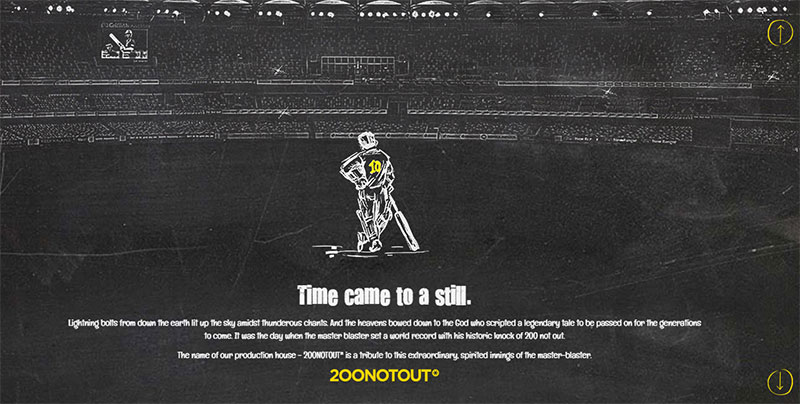 10
Time came to a still.
Lightning bolts from down the earth lit up the sky amidst thunderous chants. And the heavens bowed down to the God who scripted a legendary tale to be passed on for the generations
to come. It was the day when the master blaster set a world record with his historic knock of 200 not out.
The name of our production house - 200NOTOUT® is a tribute to this extraordinary, spirited innings of the master-blaster.
200NOTOUT®